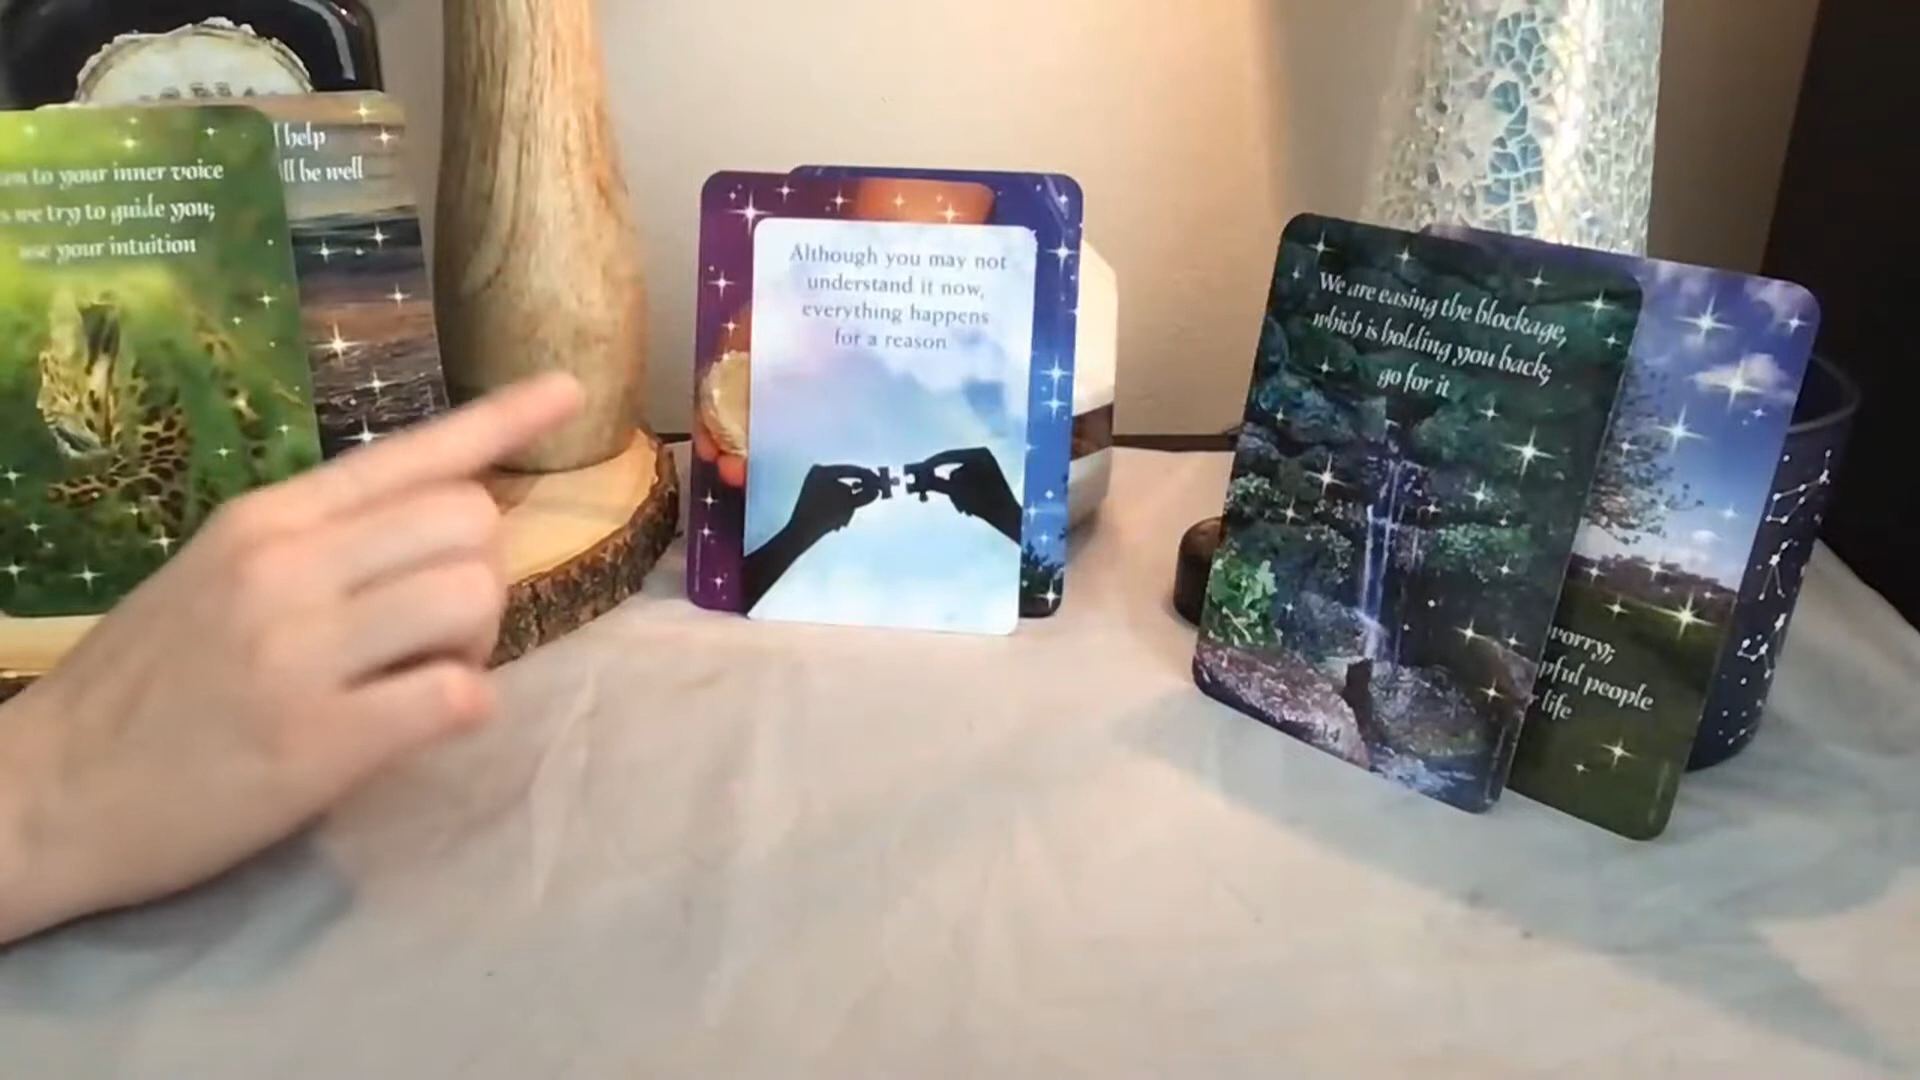 to your inner voice
we try to guide you;
use your intuition
help
be well
Although you may not
understand it now,
everything happens
for a reason
We are easing the blockage,
which is holding you back;
go for it
14
worry;
people
life